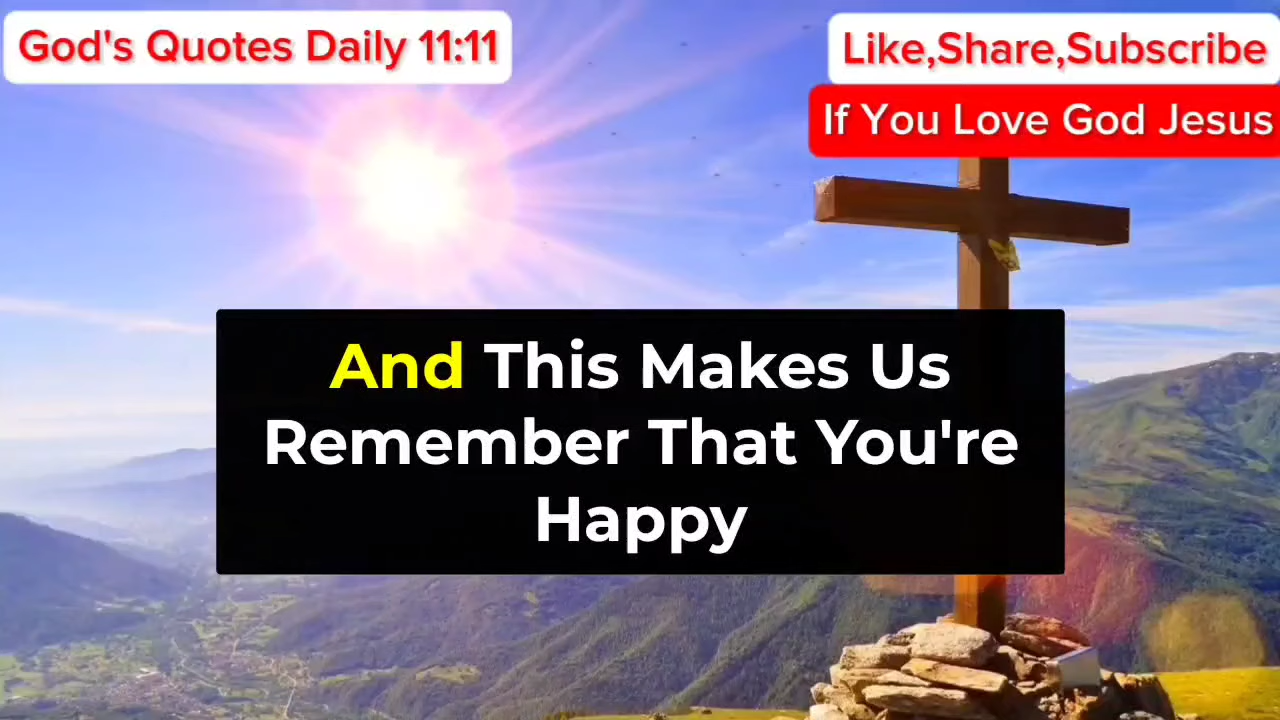 God's Quotes Daily 11:11
Like,Share,Subscribe
If You Love God Jesus
And This Makes Us
Remember That You're
Happy